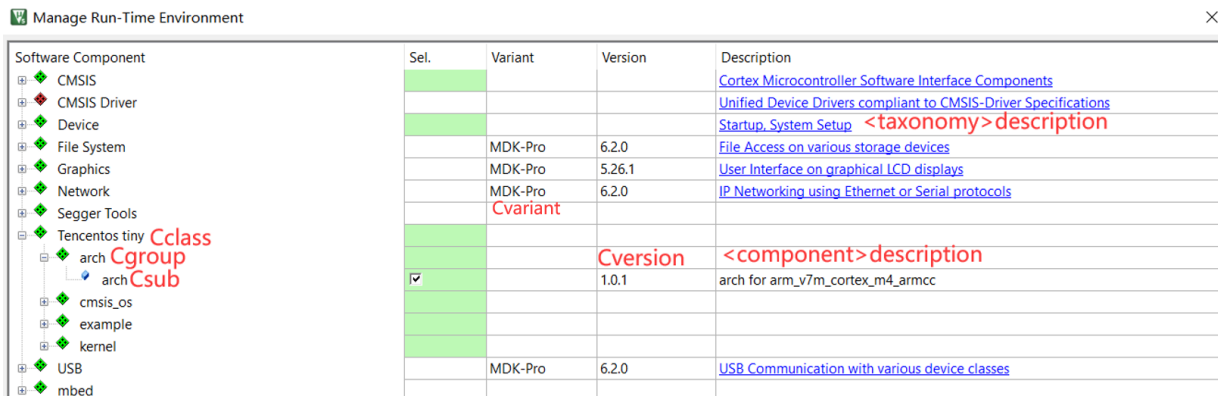 Manage Run-Time Environment
Software Component Sel. Variant Version Description
CMSIS Cortex Microcontroller Software Interface Components
CMSIS Driver Unified Device Drivers compliant to CMSIS-Driver Specifications
Device Startup, System Setup <taxonomy>description
File System MDK-Pro 6.2.0 File Access on various storage devices
Graphics MDK-Pro 5.26.1 User Interface on graphical LCD displays
Network MDK-Pro 6.2.0 IP Networking using Ethernet or Serial protocols
Segger Tools Cvariant
Tencentos tiny Cclass
arch Cgroup Cversion <component>description
arch Csub 1.0.1 arch for arm_v7m_cortex_m4_armcc
cmsis_os
example
kernel
USB MDK-Pro 6.2.0 USB Communication with various device classes
mbed